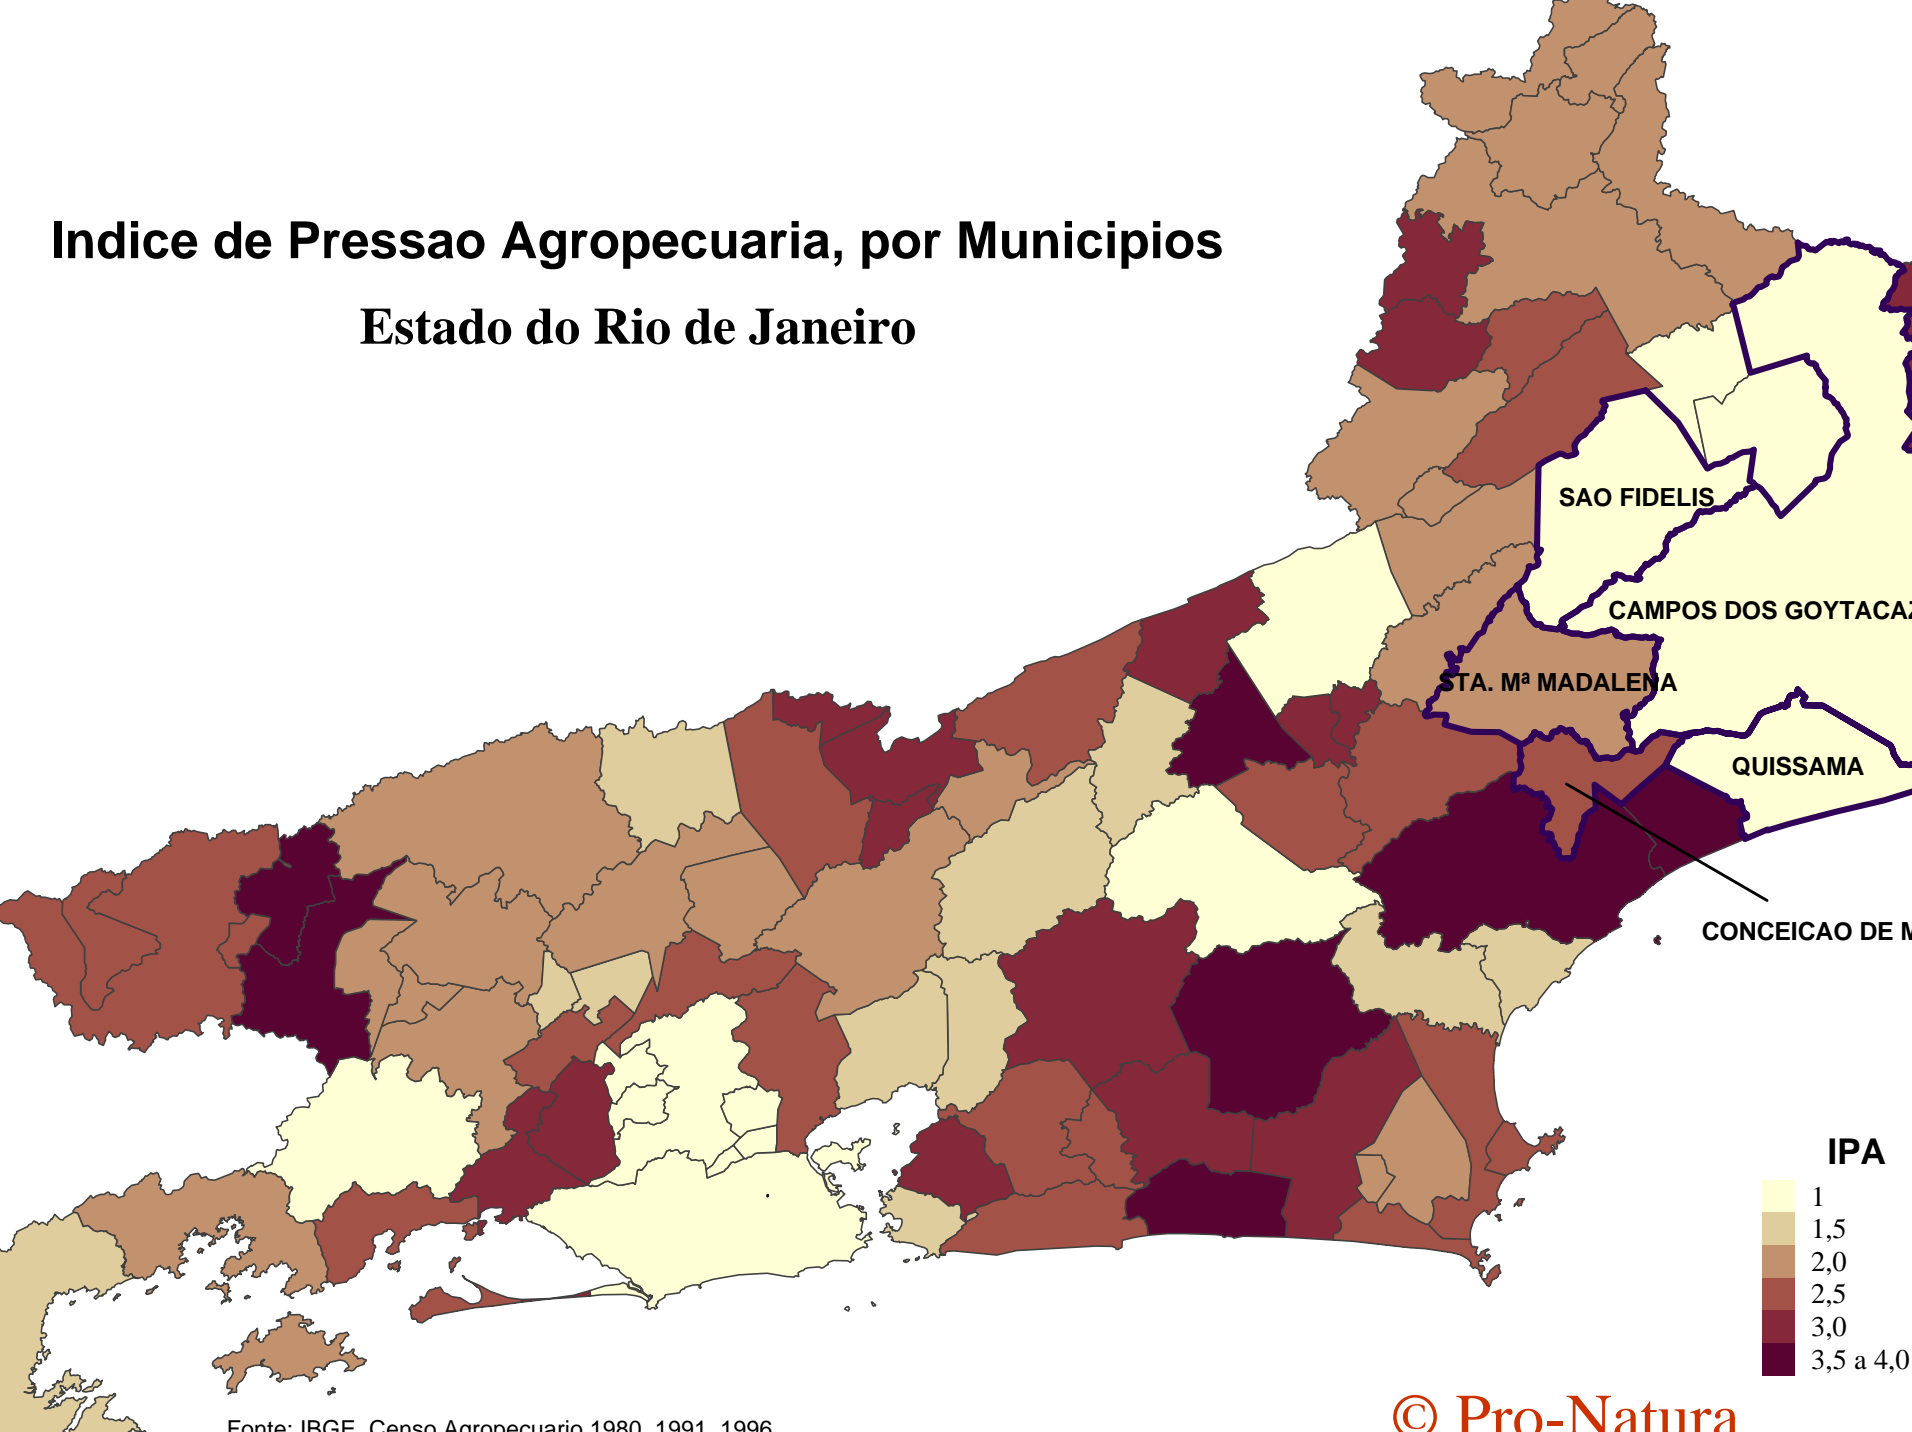 Indice de Pressao Agropecuaria, por Municipios
Estado do Rio de Janeiro
SAO FIDELIS
CAMPOS DOS GOYTACAZ
STA. Mª MADALENA
QUISSAMA
CONCEICAO DE M
IPA
1
1,5
2,0
2,5
3,0
3,5 a 4,0
Fonte: IBGE, Censo Agropecuario 1980, 1991, 1996
© Pro-Natura